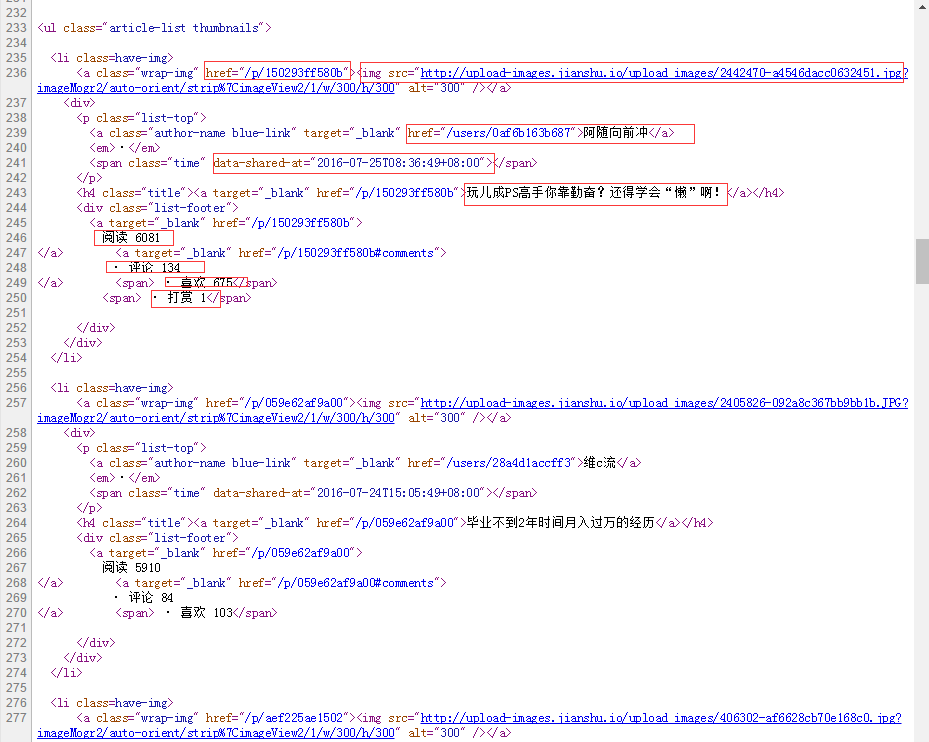 232
233 <ul class="article-list thumbnails">
234
235 <li class=have-img>
236 <a class="wrap-img" href="/p/150293ff580b"><img src="http://upload-images.jianshu.io/upload_images/2442470-a4546dacc0632451.jpg?
imageMogr2/auto-orient/strip%7CimageView2/1/w/300/h/300" alt="300" /></a>
237 <div>
238 <p class="list-top">
239 <a class="author-name blue-link" target="_blank" href="/users/0af6b163b687">阿随向前冲</a>
240 <em>·</em>
241 <span class="time" data-shared-at="2016-07-25T08:36:49+08:00"></span>
242 </p>
243 <h4 class="title"><a target="_blank" href="/p/150293ff580b">玩儿成PS高手你靠勤奋？还得学会“懒”啊！</a></h4>
244 <div class="list-footer">
245 <a target="_blank" href="/p/150293ff580b">
246 阅读 6081
247 </a> <a target="_blank" href="/p/150293ff580b#comments">
248 · 评论 134
249 </a> <span> · 喜欢 675</span>
250 <span> · 打赏 1</span>
251
252 </div>
253 </div>
254 </li>
255
256 <li class=have-img>
257 <a class="wrap-img" href="/p/059e62af9a00"><img src="http://upload-images.jianshu.io/upload_images/2405826-092a8c367bb9bb1b.JPG?
imageMogr2/auto-orient/strip%7CimageView2/1/w/300/h/300" alt="300" /></a>
258 <div>
259 <p class="list-top">
260 <a class="author-name blue-link" target="_blank" href="/users/28a4d1accff3">维c流</a>
261 <em>·</em>
262 <span class="time" data-shared-at="2016-07-24T15:05:49+08:00"></span>
263 </p>
264 <h4 class="title"><a target="_blank" href="/p/059e62af9a00">毕业不到2年时间月入过万的经历</a></h4>
265 <div class="list-footer">
266 <a target="_blank" href="/p/059e62af9a00">
267 阅读 5910
268 </a> <a target="_blank" href="/p/059e62af9a00#comments">
269 · 评论 84
270 </a> <span> · 喜欢 103</span>
271
272 </div>
273 </div>
274 </li>
275
276 <li class=have-img>
277 <a class="wrap-img" href="/p/aef225ae1502"><img src="http://upload-images.jianshu.io/upload_images/406302-af6628cb70e168c0.jpg?
imageMogr2/auto-orient/strip%7CimageView2/1/w/300/h/300" alt="300" /></a>